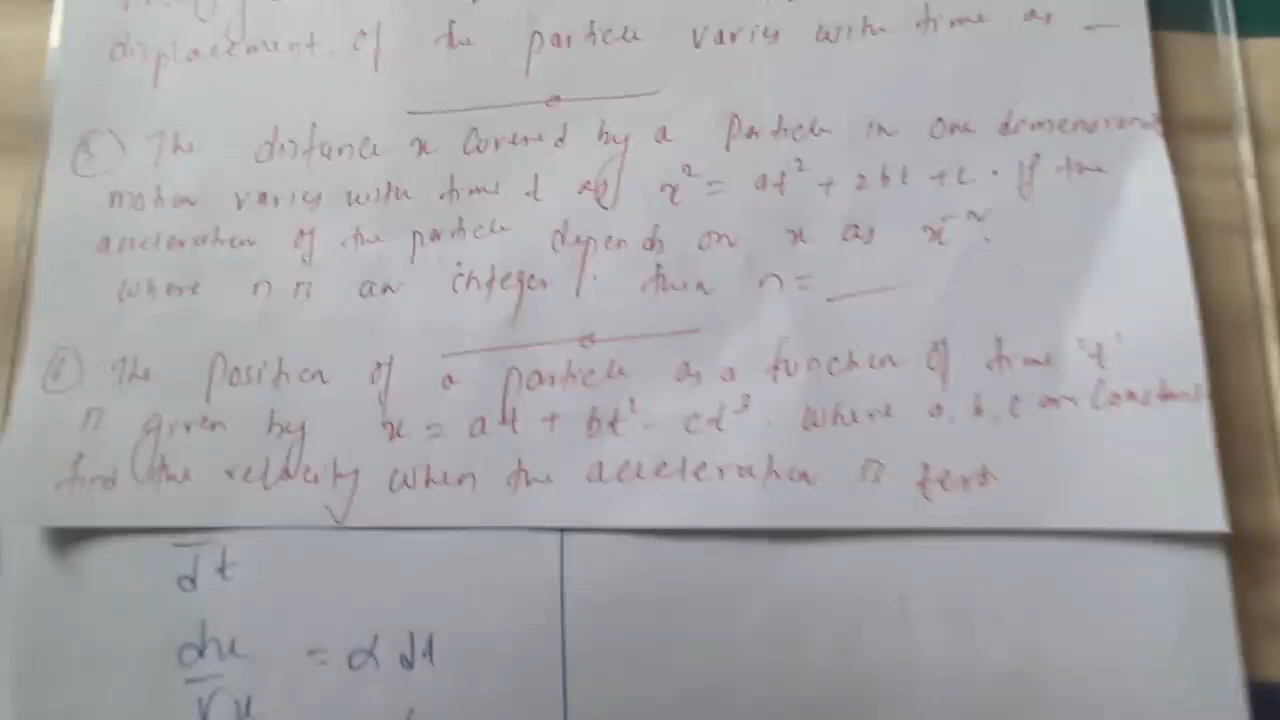 displacement of the particle varies with time as —
⑤ The distance x covered by a particle in one dimensional
motion varies with time t as x² = at² + 2bt + c. If the
acceleration of the particle depends on x as x⁻ⁿ.
where n is an integer. then n = __
⑥ The position of a particle as a function of time 't'
is given by x = at + bt² - ct³. where a, b, c are constants
find the velocity when the acceleration is zero
dt
dx = α dt
√x